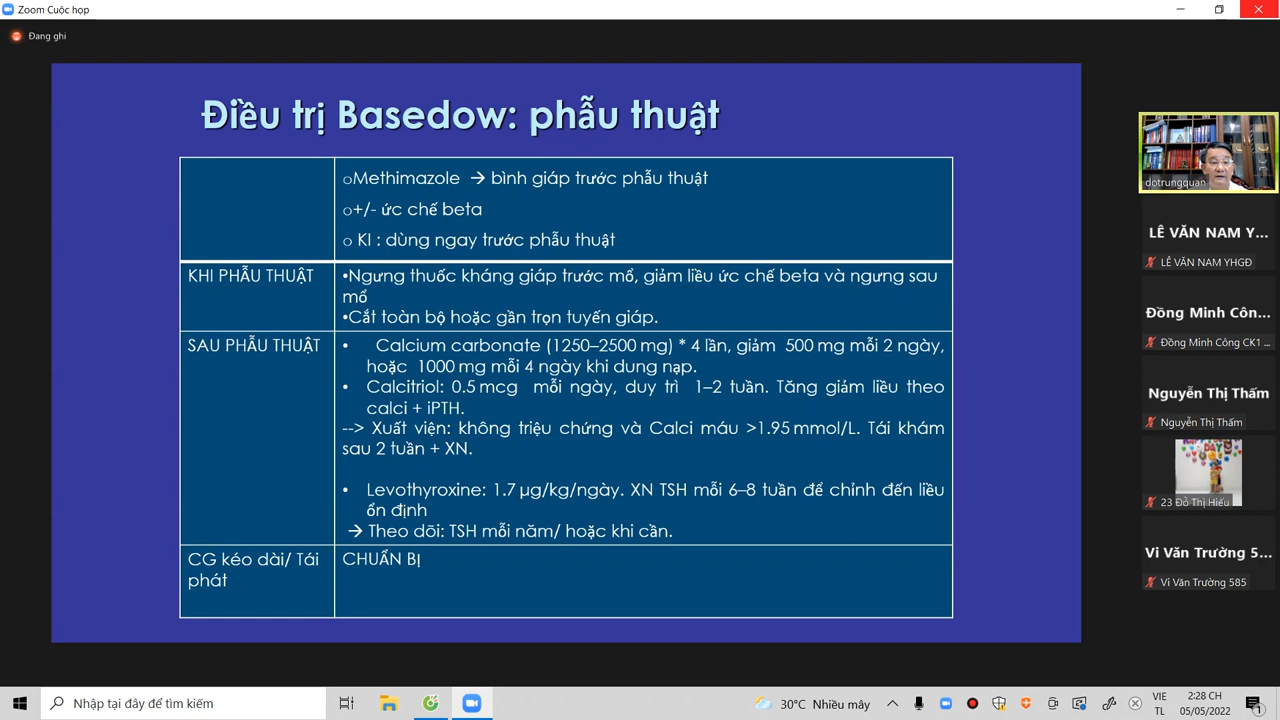 Zoom Cuộc họp
Đang ghi
Điều trị Basedow: phẫu thuật
oMethimazole → bình giáp trước phẫu thuật
o+/- ức chế beta
o KI : dùng ngay trước phẫu thuật
KHI PHẪU THUẬT
•Ngưng thuốc kháng giáp trước mổ, giảm liều ức chế beta và ngưng sau
mổ
•Cắt toàn bộ hoặc gần trọn tuyến giáp.
SAU PHẪU THUẬT
• Calcium carbonate (1250–2500 mg) * 4 lần, giảm 500 mg mỗi 2 ngày,
hoặc 1000 mg mỗi 4 ngày khi dung nạp.
• Calcitriol: 0.5 mcg mỗi ngày, duy trì 1–2 tuần. Tăng giảm liều theo
calci + iPTH.
--> Xuất viện: không triệu chứng và Calci máu >1.95 mmol/L. Tái khám
sau 2 tuần + XN.
• Levothyroxine: 1.7 µg/kg/ngày. XN TSH mỗi 6–8 tuần để chỉnh đến liều
ổn định
→ Theo dõi: TSH mỗi năm/ hoặc khi cần.
CG kéo dài/ Tái
phát
CHUẨN BỊ
dotrungquan
LÊ VĂN NAM Y...
LÊ VĂN NAM YHGĐ
Đồng Minh Côn...
Đồng Minh Công CK1 ...
Nguyễn Thị Thấm
Nguyễn Thị Thấm
23 Đỗ Thị Hiếu
Vi Văn Trường 5...
Vi Văn Trường 585
Nhập tại đây để tìm kiếm
30°C Nhiều mây
VIE
TL
2:28 CH
05/05/2022
1